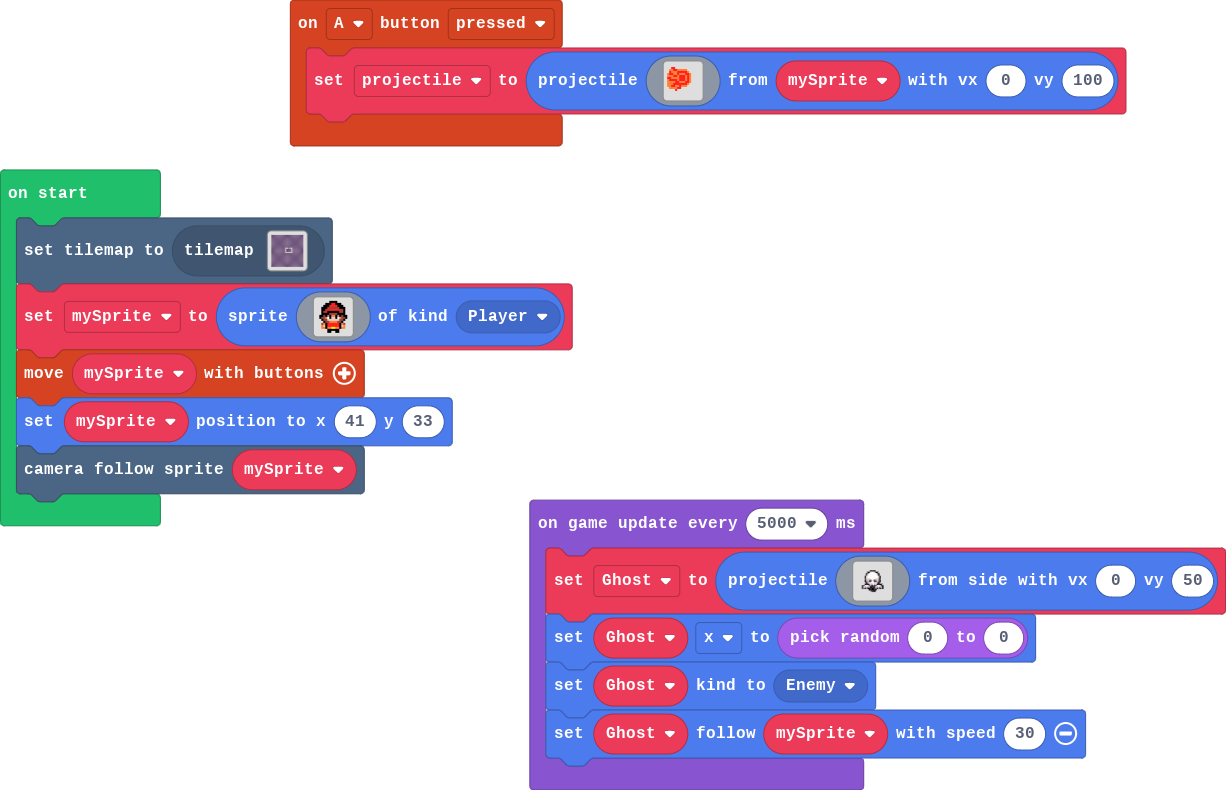 on A button pressed
set projectile to projectile from mySprite with vx 0 vy 100
on start
set tilemap to tilemap
set mySprite to sprite of kind Player
move mySprite with buttons
set mySprite position to x 41 y 33
camera follow sprite mySprite
on game update every 5000 ms
set Ghost to projectile from side with vx 0 vy 50
set Ghost x to pick random 0 to 0
set Ghost kind to Enemy
set Ghost follow mySprite with speed 30